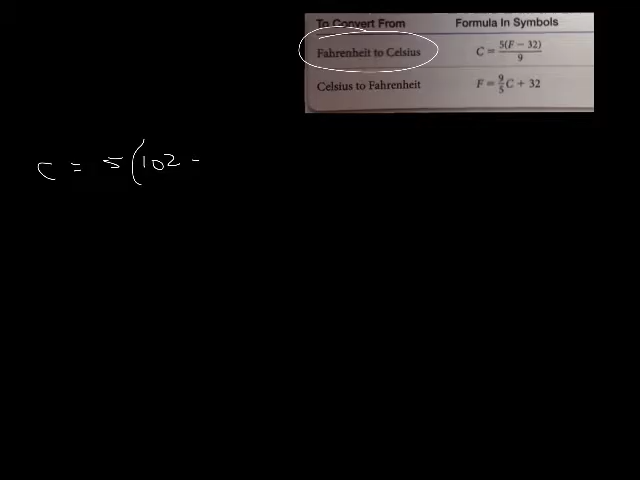 To Convert From Formula In Symbols
Fahrenheit to Celsius C = 5(F − 32)/9
Celsius to Fahrenheit F = 9/5 C + 32
C = 5(102 -